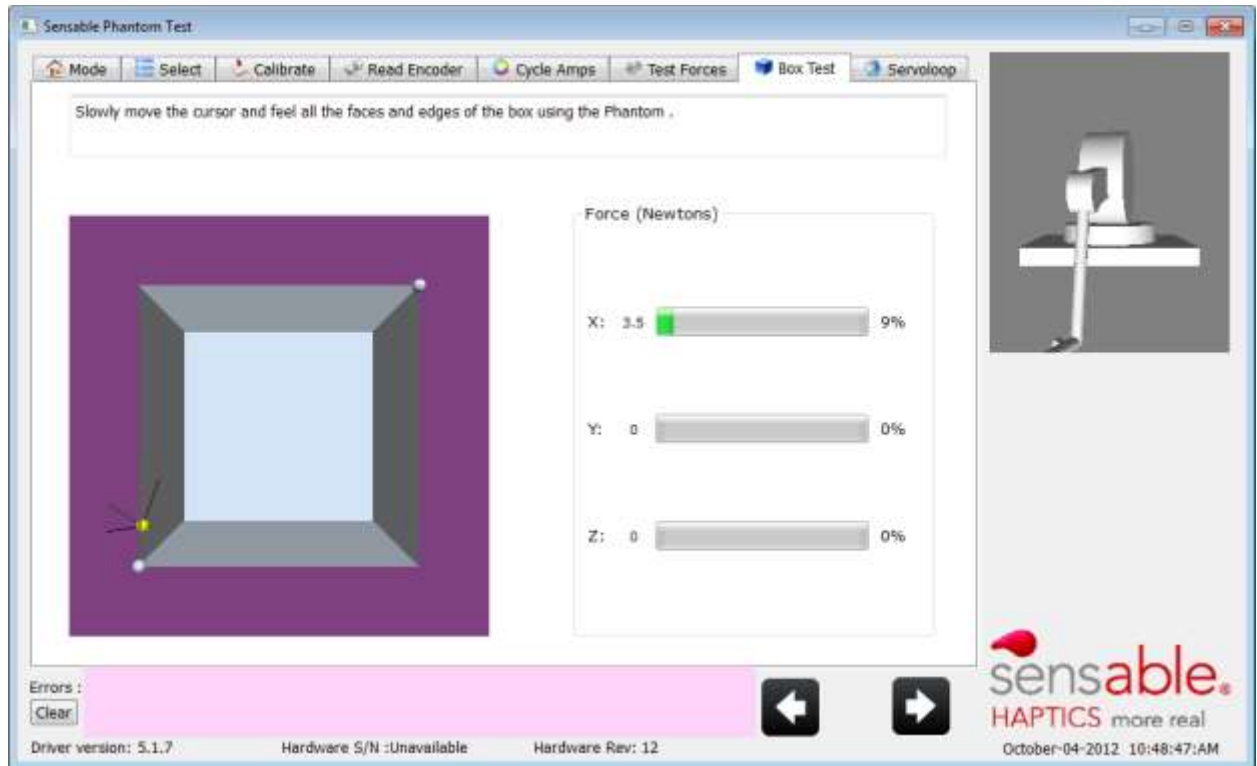 Sensable Phantom Test
Mode Select Calibrate Read Encoder Cycle Amps Test Forces Box Test Servoloop
Slowly move the cursor and feel all the faces and edges of the box using the Phantom .
Force (Newtons)
X: 3.5 9%
Y: 0 0%
Z: 0 0%
Errors :
Clear
sensable®
HAPTICS more real
Driver version: 5.1.7 Hardware S/N :Unavailable Hardware Rev: 12 October-04-2012 10:48:47:AM